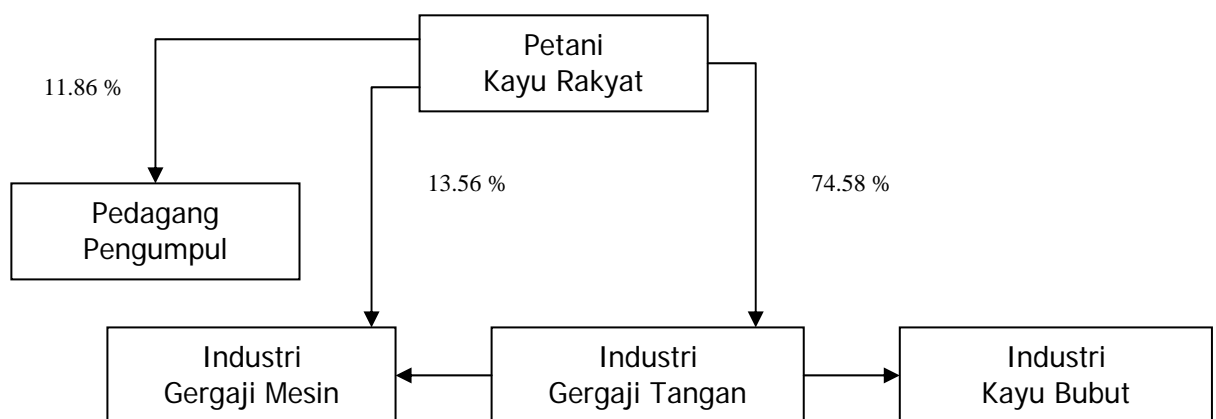 Petani
Kayu Rakyat
11.86 %
13.56 %
74.58 %
Pedagang
Pengumpul
Industri
Gergaji Mesin
Industri
Gergaji Tangan
Industri
Kayu Bubut